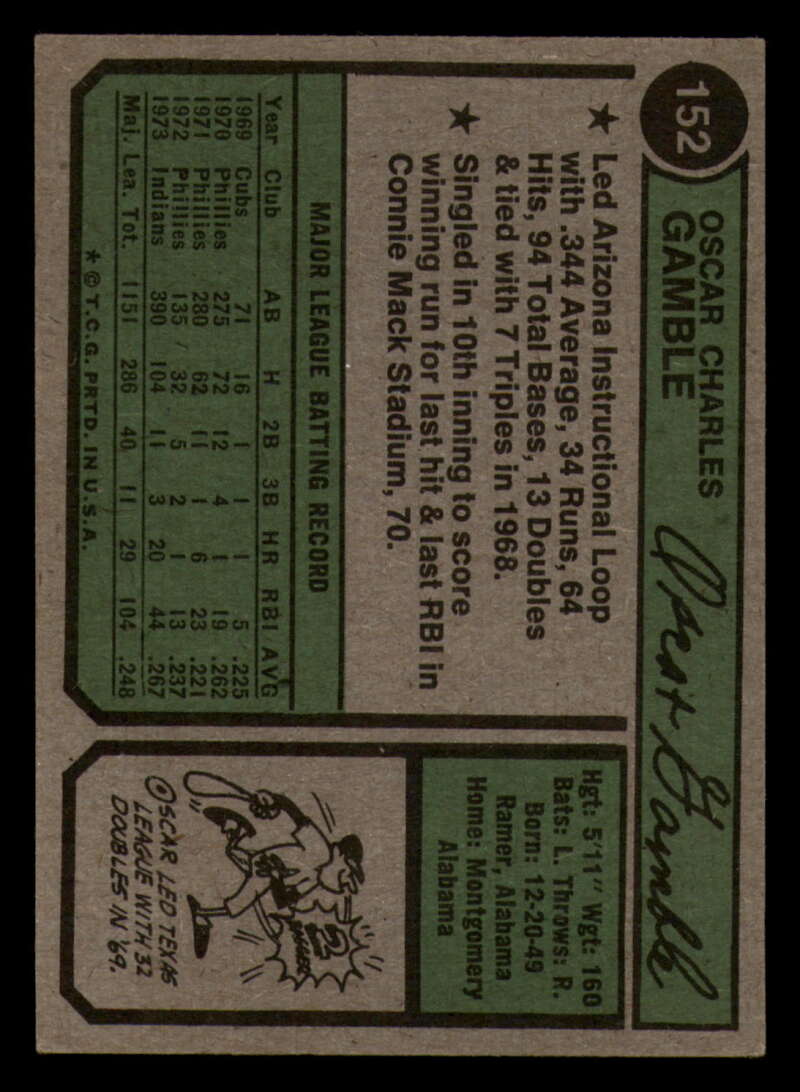 152
OSCAR CHARLES
GAMBLE
Oscar Gamble
★ Led Arizona Instructional Loop
with .344 Average, 34 Runs, 64
Hits, 94 Total Bases, 13 Doubles
& tied with 7 Triples in 1968.
★ Singled in 10th inning to score
winning run for last hit & last RBI in
Connie Mack Stadium, 70.
MAJOR LEAGUE BATTING RECORD
Year Club AB H 2B 3B HR RBI AVG
1969 Cubs 71 16 1 1 1 5 .225
1970 Phillies 275 72 12 4 1 19 .262
1971 Phillies 280 62 11 1 6 23 .221
1972 Phillies 135 32 5 2 1 13 .237
1973 Indians 390 104 11 3 20 44 .267
Maj. Lea. Tot. 1151 286 40 11 29 104 .248
* © T.C.G. PRTD. IN U.S.A.
Hgt: 5'11" Wgt: 160
Bats: L. Throws: R.
Born: 12-20-49
Ramer, Alabama
Home: Montgomery
Alabama
2
BAGGER
OSCAR LED TEXAS
LEAGUE WITH 32
DOUBLES IN '69.